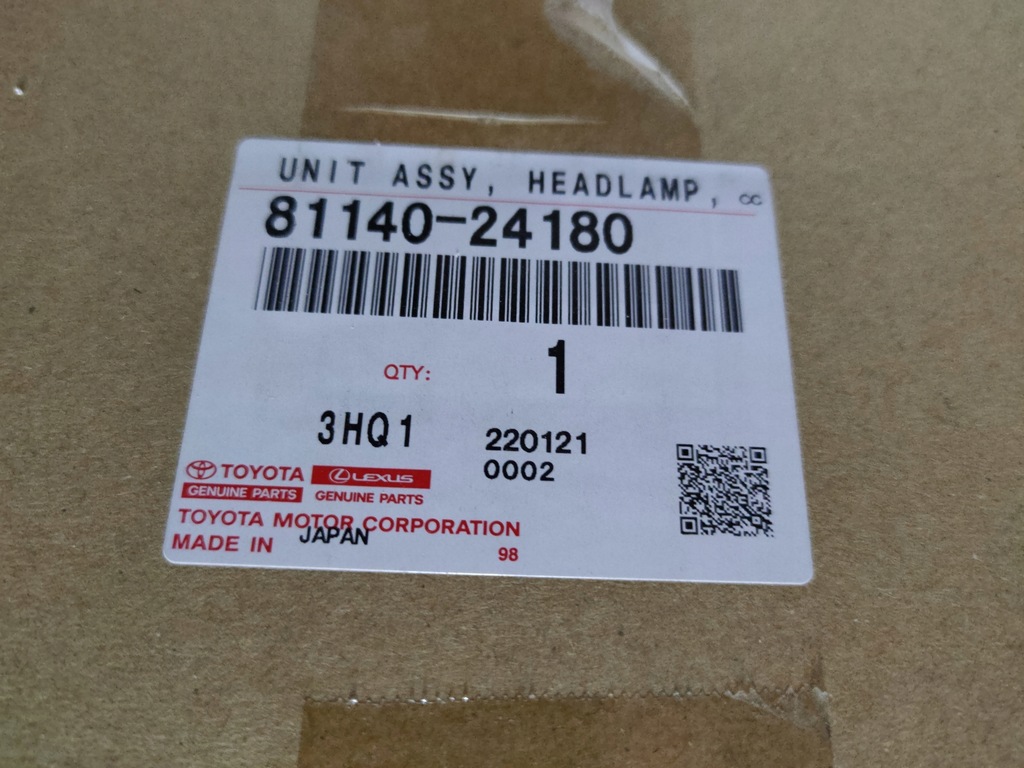 UNIT ASSY, HEADLAMP, CC
81140-24180
QTY: 1
3HQ1 220121
0002
TOYOTA LEXUS
GENUINE PARTS GENUINE PARTS
TOYOTA MOTOR CORPORATION
MADE IN JAPAN 98